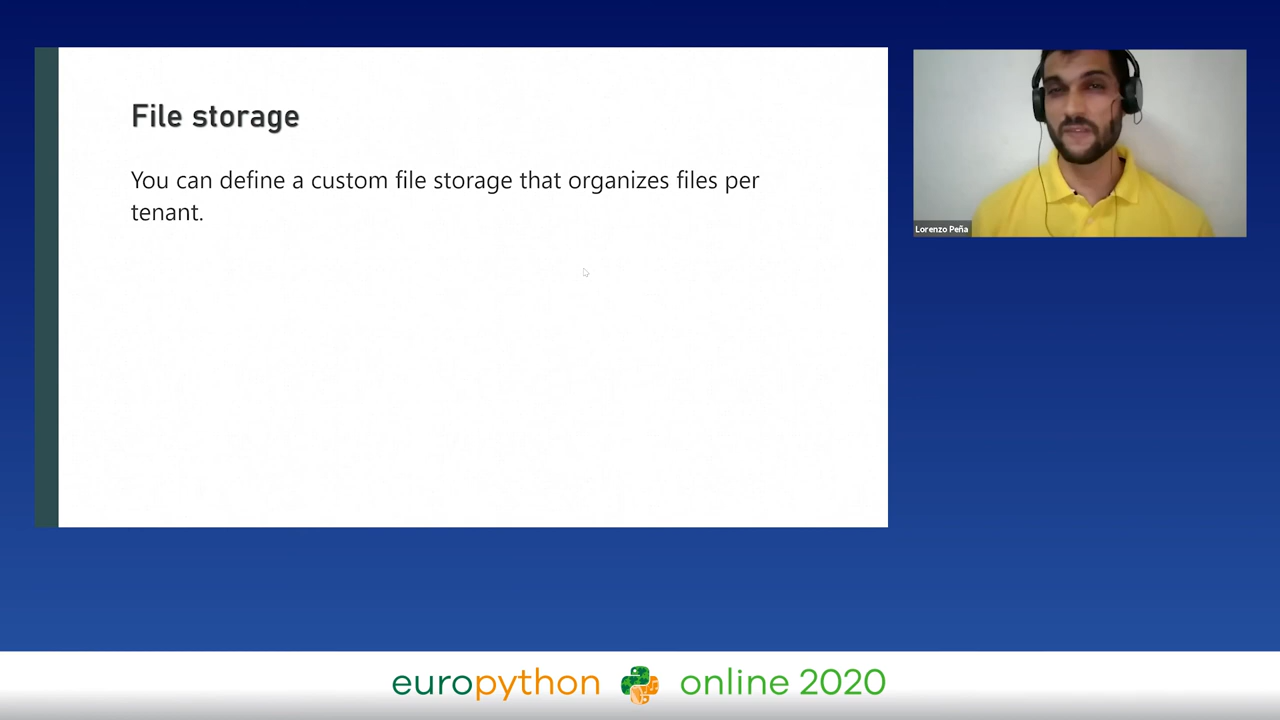 File storage
You can define a custom file storage that organizes files per
tenant.
Lorenzo Peña
europython online 2020